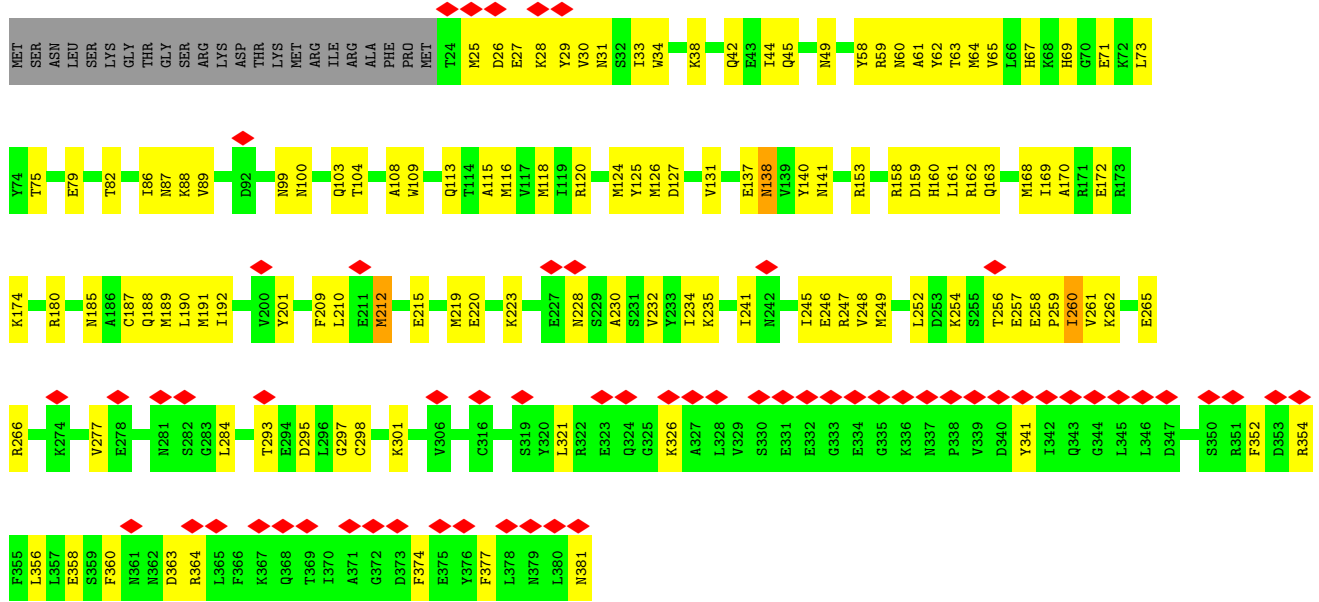 MET SER ASN LEU SER LYS GLY THR GLY SER ARG LYS ASP THR LYS MET ARG ILE ARG ALA PHE PRO MET T24 M25 D26 E27 K28 Y29 V30 N31 S32 I33 W34 K38 Q42 E43 I44 Q45 N49 Y58 R59 N60 A61 Y62 T63 M64 V65 L66 H67 K68 H69 G70 E71 K72 L73
Y74 T75 E79 T82 I86 N87 K88 V89 D92 N99 N100 Q103 T104 A108 W109 Q113 T114 A115 M116 V117 M118 I119 R120 M124 Y125 M126 D127 V131 E137 N138 V139 Y140 N141 R153 R158 D159 H160 L161 R162 Q163 M168 I169 A170 R171 E172 R173
K174 R180 N185 A186 C187 Q188 M189 L190 M191 I192 V200 Y201 F209 L210 E211 M212 E215 M219 E220 K223 E227 N228 S229 A230 S231 V232 Y233 I234 K235 I241 N242 I245 E246 R247 V248 M249 L252 D253 K254 S255 T256 E257 E258 P259 I260 V261 K262 E265
R266 K274 V277 E278 N281 S282 G283 L284 T293 E294 D295 L296 G297 C298 K301 V306 C316 S319 Y320 L321 R322 E323 Q324 G325 K326 A327 L328 V329 S330 E331 E332 G333 E334 G335 K336 N337 P338 V339 D340 Y341 I342 Q343 G344 L345 L346 D347 S350 R351 F352 D353 R354
F355 L356 L357 E358 S359 F360 N361 N362 D363 R364 L365 F366 K367 Q368 T369 I370 A371 G372 D373 F374 E375 Y376 F377 L378 N379 L380 N381